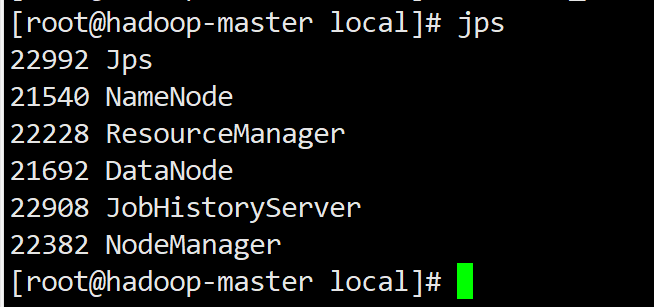 [root@hadoop-master local]# jps
22992 Jps
21540 NameNode
22228 ResourceManager
21692 DataNode
22908 JobHistoryServer
22382 NodeManager
[root@hadoop-master local]#